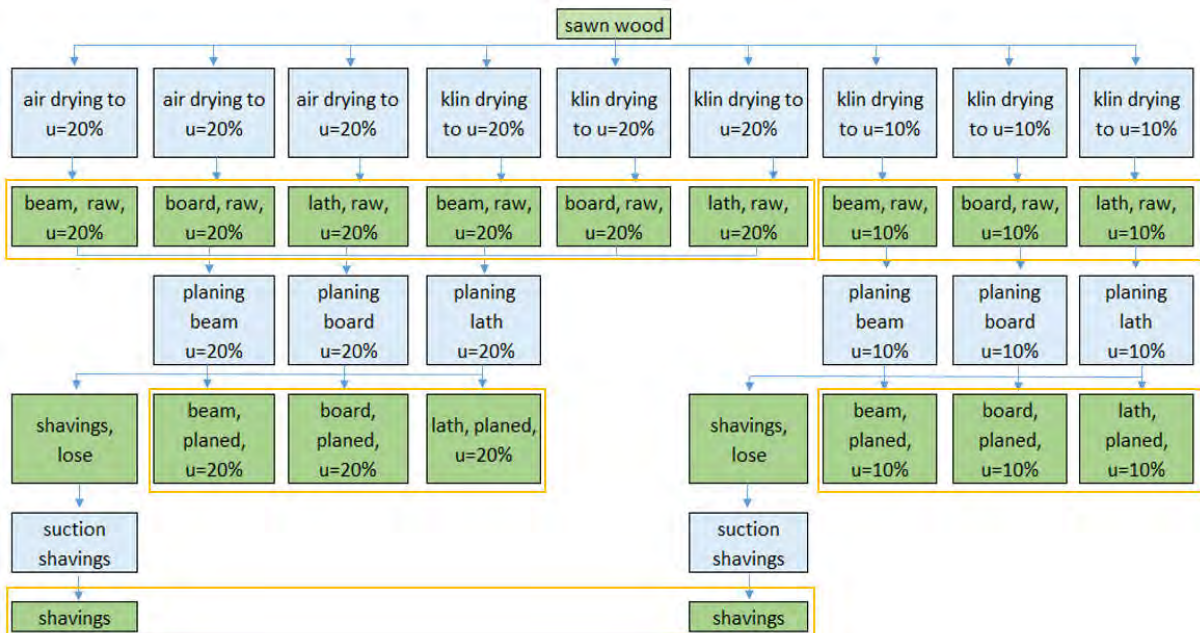 sawn wood
air drying to
u=20%
air drying to
u=20%
air drying to
u=20%
klin drying
to u=20%
klin drying
to u=20%
klin drying to
u=20%
klin drying
to u=10%
klin drying
to u=10%
klin drying
to u=10%
beam, raw,
u=20%
board, raw,
u=20%
lath, raw,
u=20%
beam, raw,
u=20%
board, raw,
u=20%
lath, raw,
u=20%
beam, raw,
u=10%
board, raw,
u=10%
lath, raw,
u=10%
planing
beam
u=20%
planing
board
u=20%
planing
lath
u=20%
planing
beam
u=10%
planing
board
u=10%
planing
lath
u=10%
shavings,
lose
beam,
planed,
u=20%
board,
planed,
u=20%
lath, planed,
u=20%
shavings,
lose
beam,
planed,
u=10%
board,
planed,
u=10%
lath,
planed,
u=10%
suction
shavings
suction
shavings
shavings
shavings